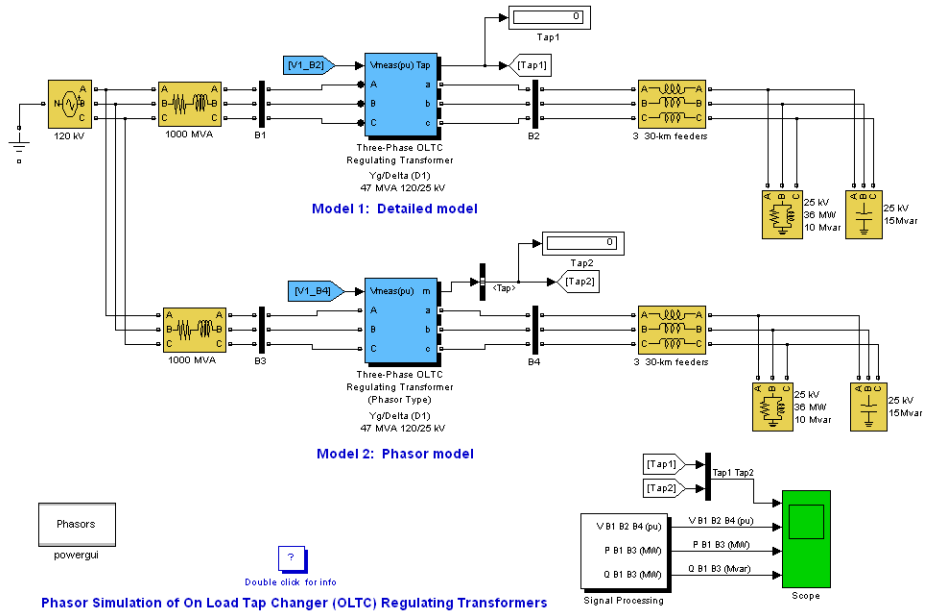 0
Tap1
[V1_B2]
Vmeas(pu) Tap
[Tap1]
A
B
C
a
b
c
N
A
B
C
120 kV
A
B
C
A
B
C
1000 MVA
B1
B2
A
B
C
A
B
C
3 30-km feeders
Three-Phase OLTC
Regulating Transformer
Yg/Delta (D1)
47 MVA 120/25 kV
Model 1: Detailed model
A B C
25 kV
36 MW
10 Mvar
A B C
25 kV
15Mvar
0
Tap2
[V1_B4]
Vmeas(pu) m
<Tap>
[Tap2]
A
B
C
a
b
c
A
B
C
A
B
C
1000 MVA
B3
B4
A
B
C
A
B
C
3 30-km feeders
Three-Phase OLTC
Regulating Transformer
(Phasor Type)
Yg/Delta (D1)
47 MVA 120/25 kV
A B C
25 kV
36 MW
10 Mvar
A B C
25 kV
15Mvar
Model 2: Phasor model
[Tap1]
[Tap2]
Tap1 Tap2
Phasors
powergui
?
Double click for info
V B1 B2 B4 (pu)
P B1 B3 (MW)
Q B1 B3 (MW)
V B1 B2 B4 (pu)
P B1 B3 (MW)
Q B1 B3 (Mvar)
Signal Processing
Scope
Phasor Simulation of On Load Tap Changer (OLTC) Regulating Transformers